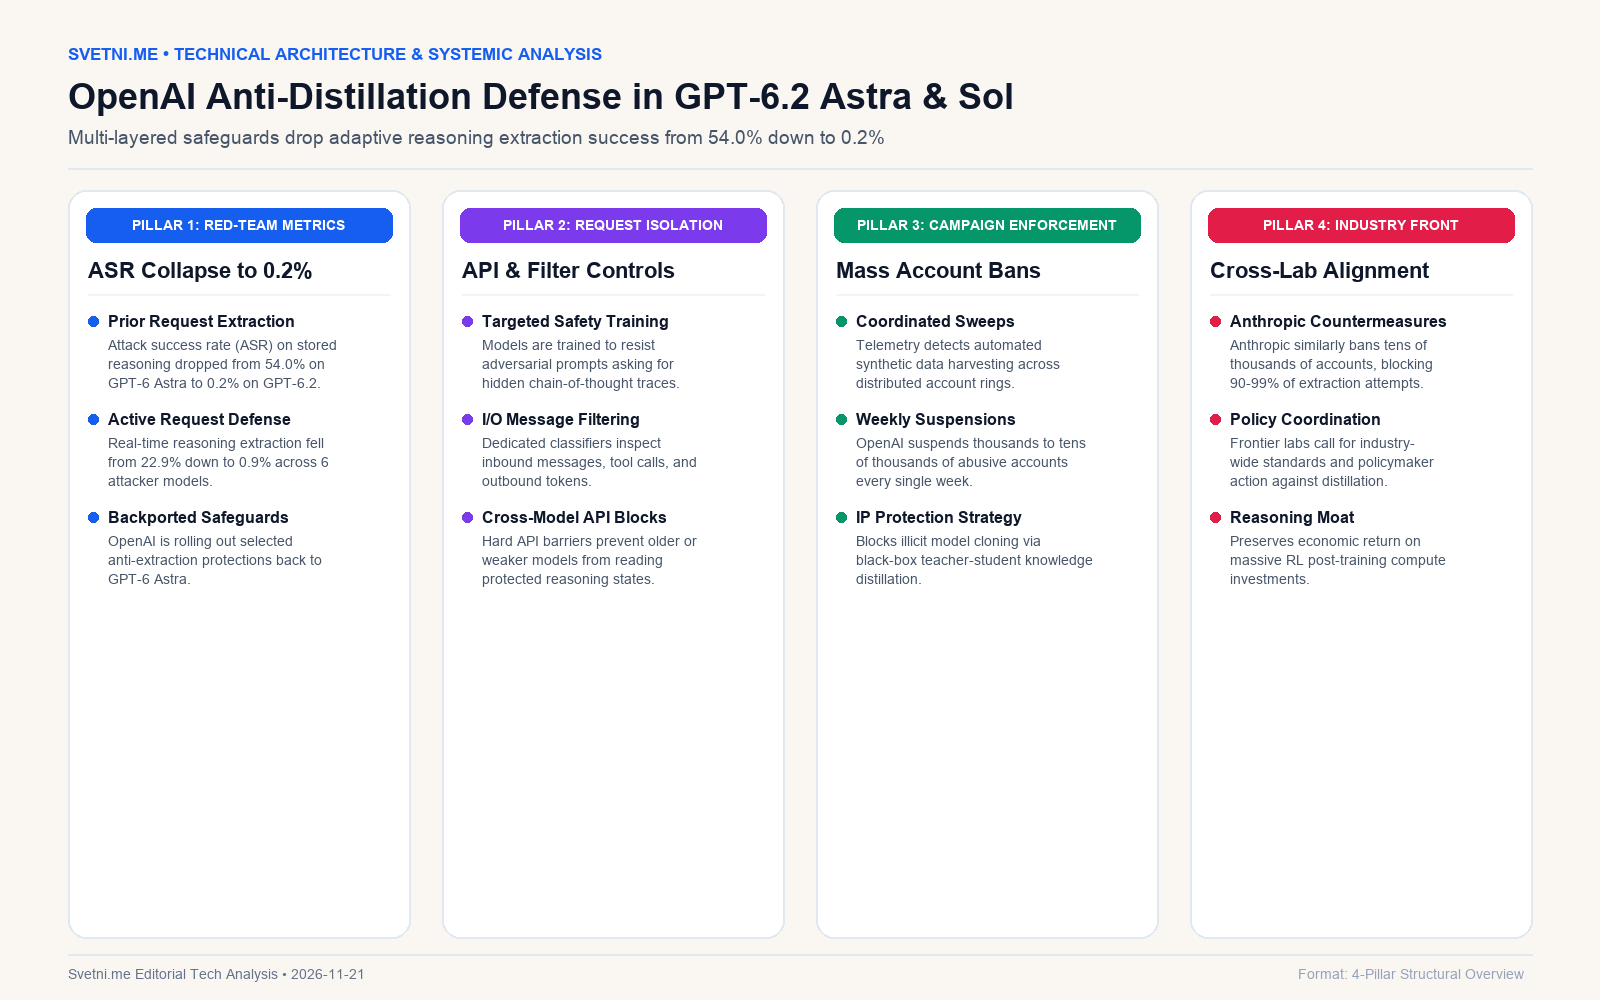 SVETNI.ME • TECHNICAL ARCHITECTURE & SYSTEMIC ANALYSIS
OpenAI Anti-Distillation Defense in GPT-6.2 Astra & Sol
Multi-layered safeguards drop adaptive reasoning extraction success from 54.0% down to 0.2%
PILLAR 1: RED-TEAM METRICS
ASR Collapse to 0.2%
Prior Request Extraction
Attack success rate (ASR) on stored
reasoning dropped from 54.0% on
GPT-6 Astra to 0.2% on GPT-6.2.
Active Request Defense
Real-time reasoning extraction fell
from 22.9% down to 0.9% across 6
attacker models.
Backported Safeguards
OpenAI is rolling out selected
anti-extraction protections back to
GPT-6 Astra.
PILLAR 2: REQUEST ISOLATION
API & Filter Controls
Targeted Safety Training
Models are trained to resist
adversarial prompts asking for
hidden chain-of-thought traces.
I/O Message Filtering
Dedicated classifiers inspect
inbound messages, tool calls, and
outbound tokens.
Cross-Model API Blocks
Hard API barriers prevent older or
weaker models from reading
protected reasoning states.
PILLAR 3: CAMPAIGN ENFORCEMENT
Mass Account Bans
Coordinated Sweeps
Telemetry detects automated
synthetic data harvesting across
distributed account rings.
Weekly Suspensions
OpenAI suspends thousands to tens
of thousands of abusive accounts
every single week.
IP Protection Strategy
Blocks illicit model cloning via
black-box teacher-student knowledge
distillation.
PILLAR 4: INDUSTRY FRONT
Cross-Lab Alignment
Anthropic Countermeasures
Anthropic similarly bans tens of
thousands of accounts, blocking
90-99% of extraction attempts.
Policy Coordination
Frontier labs call for industry-
wide standards and policymaker
action against distillation.
Reasoning Moat
Preserves economic return on
massive RL post-training compute
investments.
Svetni.me Editorial Tech Analysis • 2026-11-21
Format: 4-Pillar Structural Overview